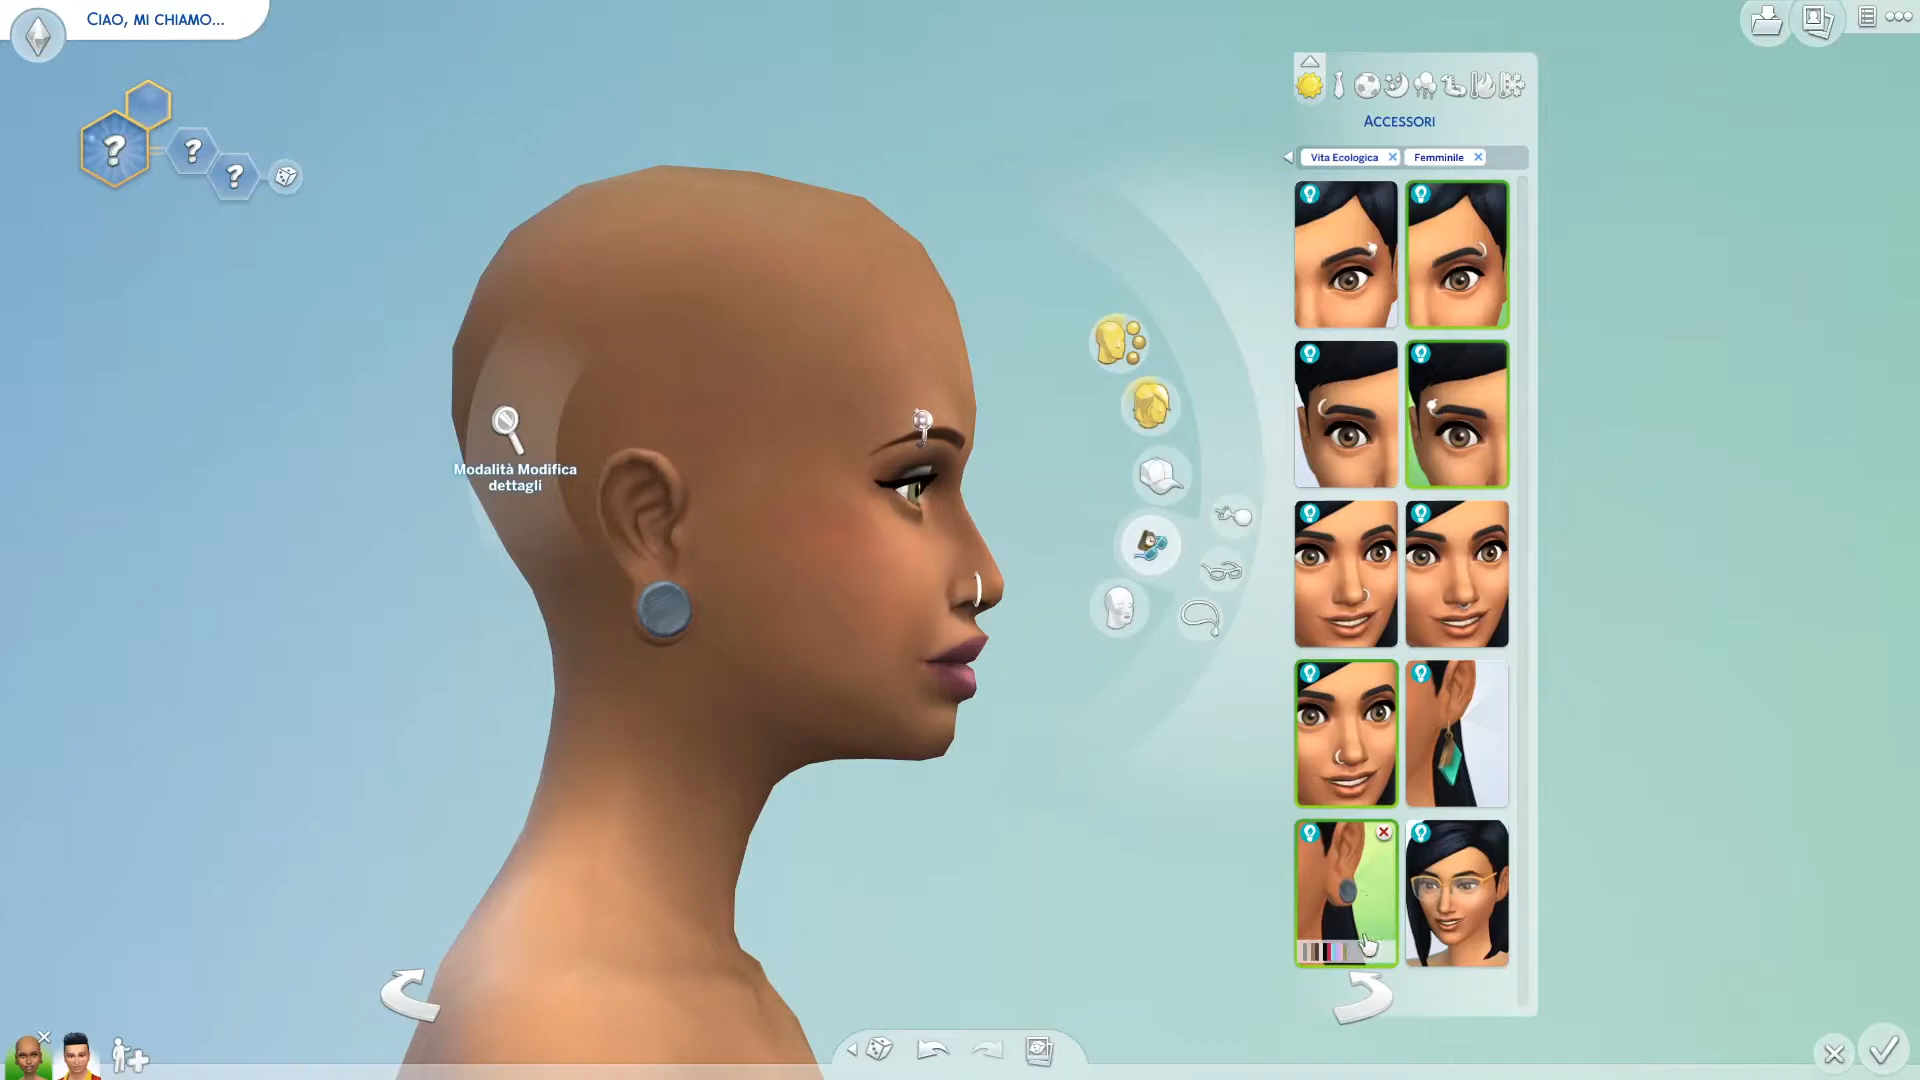 Ciao, mi chiamo...
Accessori
Vita Ecologica
Femminile
Modalità Modifica
dettagli